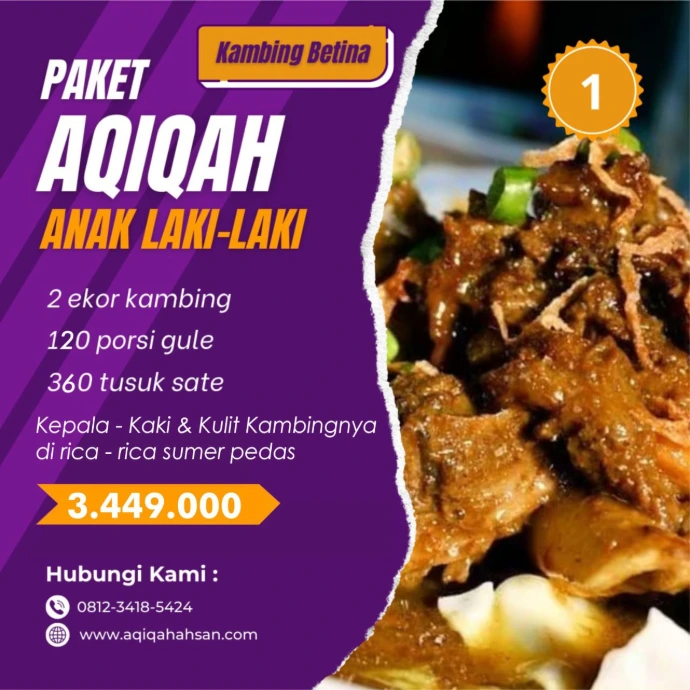 Kambing Betina
PAKET
AQIQAH
ANAK LAKI-LAKI
1
2 ekor kambing
120 porsi gule
360 tusuk sate
Kepala - Kaki & Kulit Kambingnya
di rica - rica sumer pedas
3.449.000
Hubungi Kami :
0812-3418-5424
www.aqiqahahsan.com